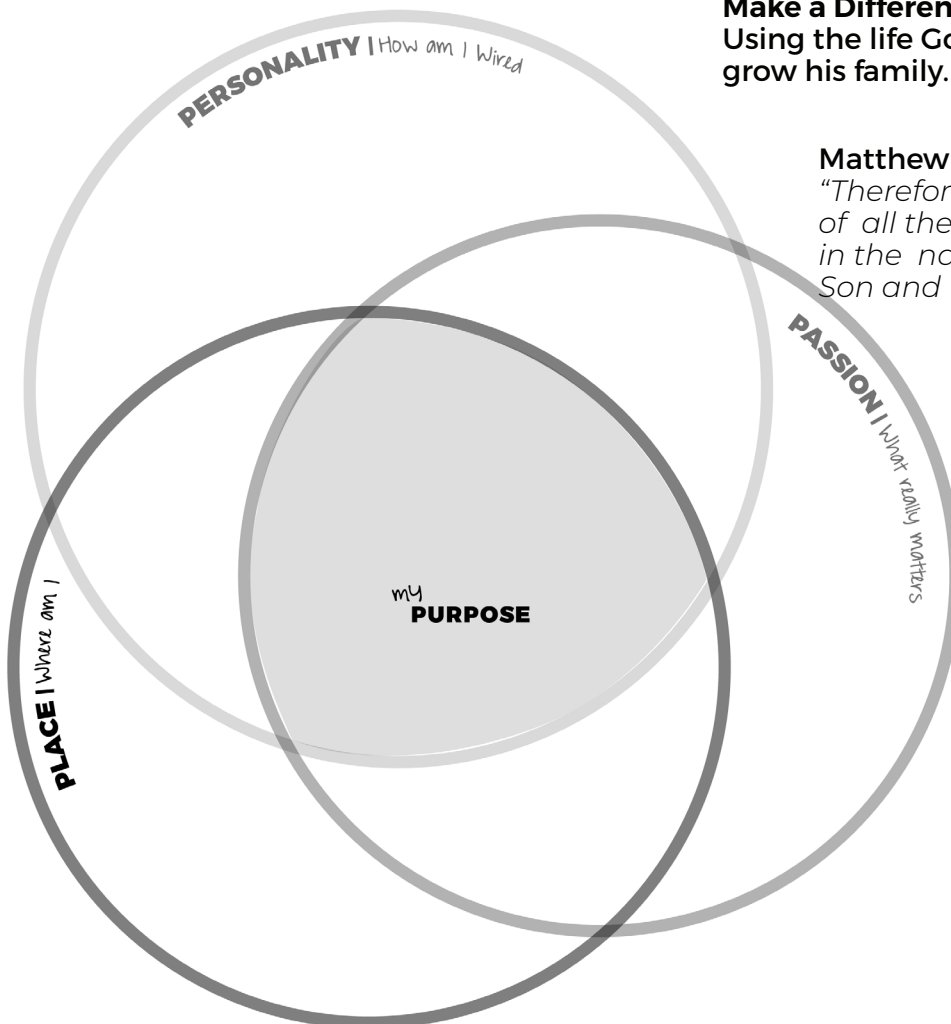 Make a Differen
Using the life Go
grow his family.
PERSONALITY | How am I Wired
Matthew
“Therefor
of all the
in the na
Son and
PASSION | What really matters
my
PURPOSE
PLACE | Where am I